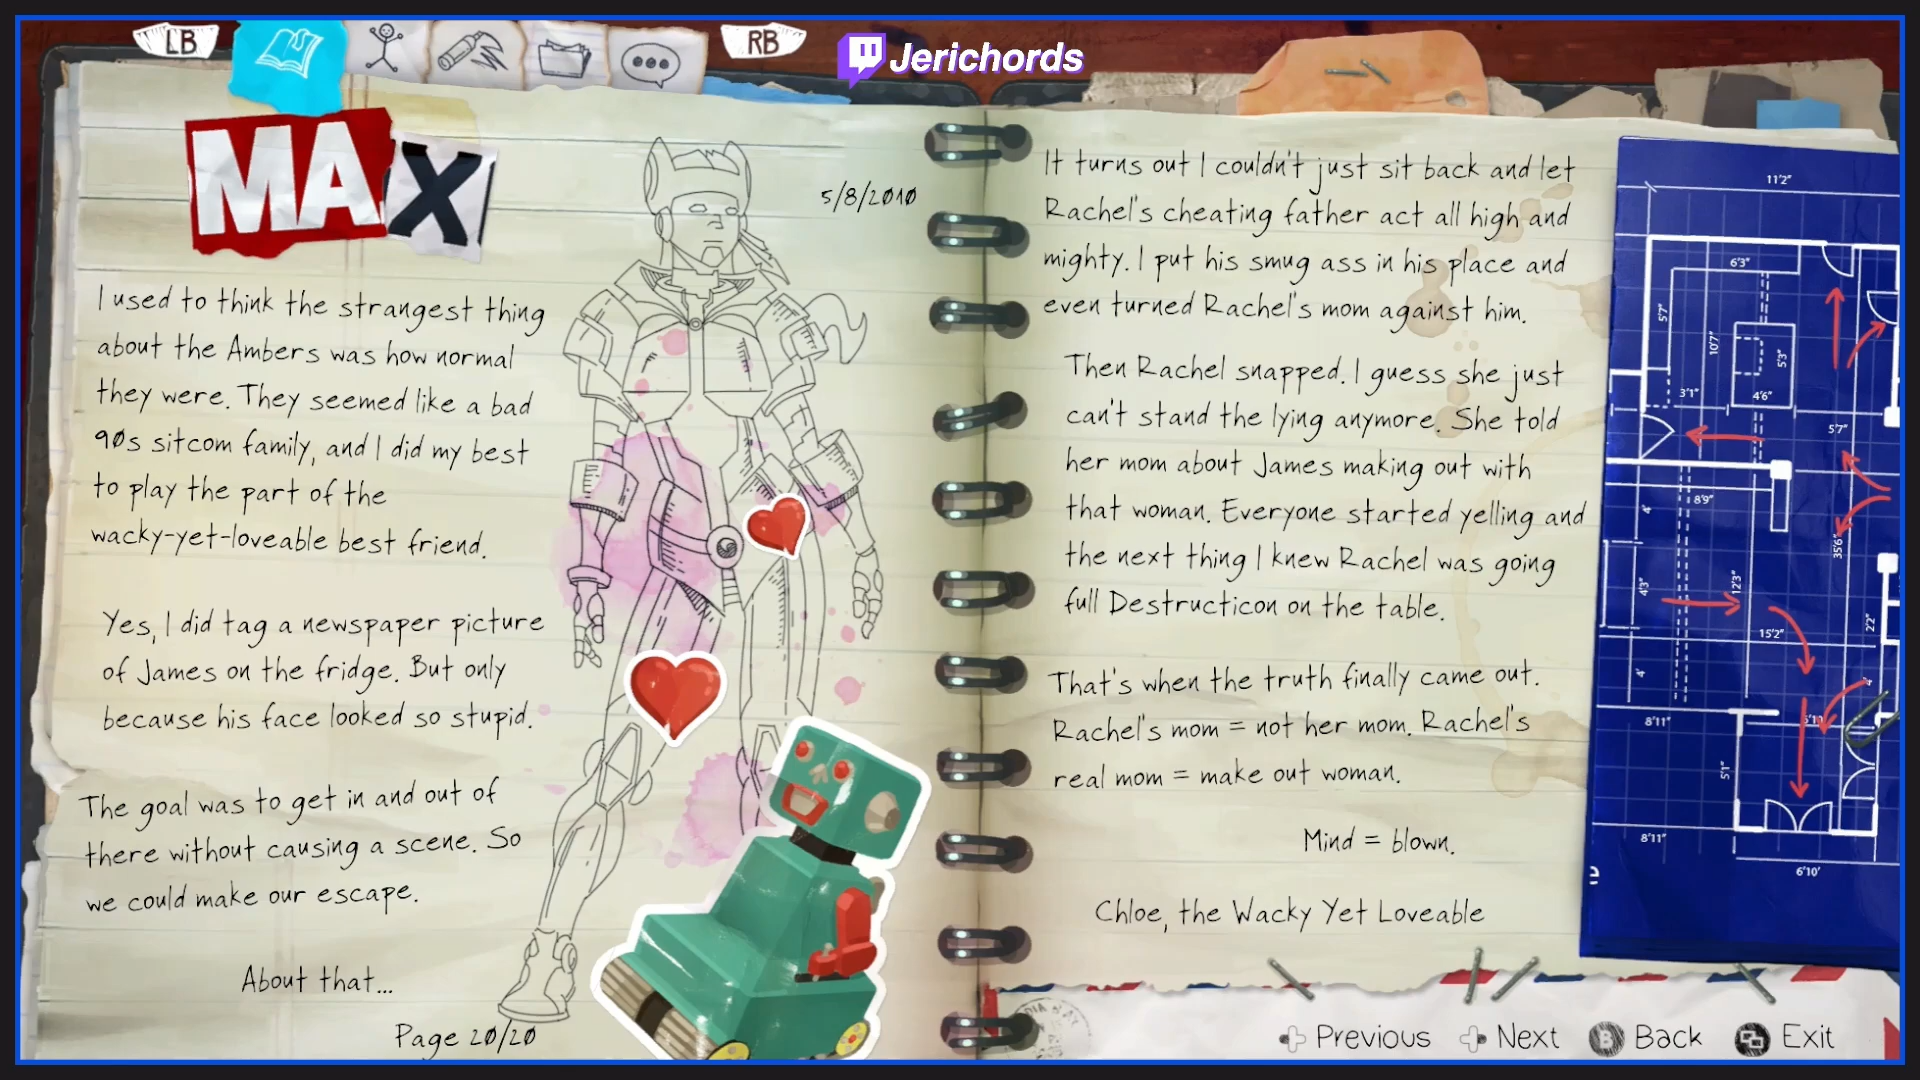 LB
RB
Jerichords
MAX
5/8/2010
I used to think the strangest thing
about the Ambers was how normal
they were. They seemed like a bad
90s sitcom family, and I did my best
to play the part of the
wacky-yet-loveable best friend.
Yes, I did tag a newspaper picture
of James on the fridge. But only
because his face looked so stupid.
The goal was to get in and out of
there without causing a scene. So
we could make our escape.
About that...
Page 20/20
It turns out I couldn't just sit back and let
Rachel's cheating father act all high and
mighty. I put his smug ass in his place and
even turned Rachel's mom against him.
Then Rachel snapped. I guess she just
can't stand the lying anymore. She told
her mom about James making out with
that woman. Everyone started yelling and
the next thing I knew Rachel was going
full Destructicon on the table.
That's when the truth finally came out.
Rachel's mom = not her mom. Rachel's
real mom = make out woman.
Mind = blown.
Chloe, the Wacky Yet Loveable
11'2"
6'3"
5'7"
10'7"
5'3"
3'1"
4'6"
5'7"
8'9"
4'
35'6"
4'3"
12'3"
2'2"
15'2"
4'
4'
8'11"
5'1"
8'11"
6'10'
Previous
Next
B
Back
Exit